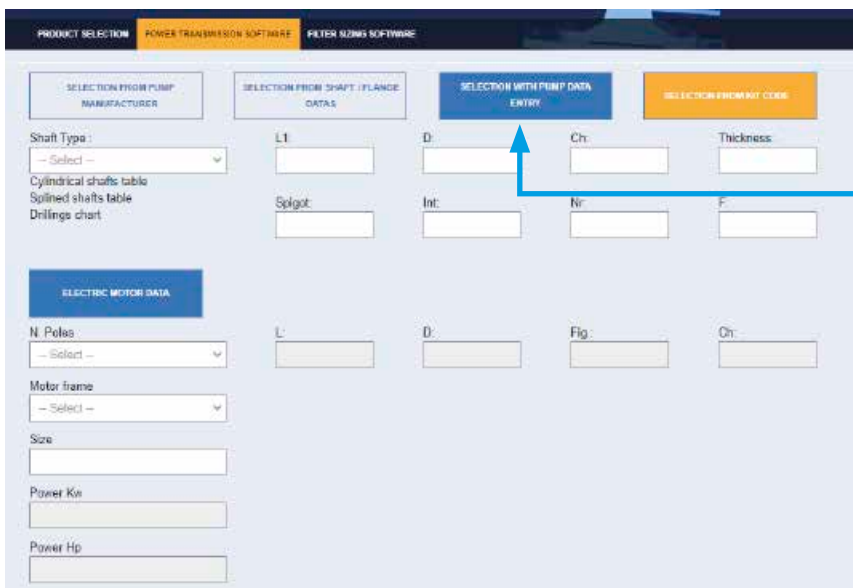 PRODUCT SELECTION POWER TRANSMISSION SOFTWARE FILTER SIZING SOFTWARE
SELECTION FROM PUMP
MANUFACTURER
SELECTION FROM SHAFT / FLANGE
DATAS
SELECTION WITH PUMP DATA
ENTRY
SELECTION FROM KIT CODE
Shaft Type :
-- Select --
Cylindrical shafts table
Splined shafts table
Drillings chart
L1: D: Ch: Thickness:
Spigot: Int: Nr: F:
ELECTRIC MOTOR DATA
N. Poles
-- Select --
L: D: Fig.: Ch:
Motor frame
-- Select --
Size
Power Kw
Power Hp